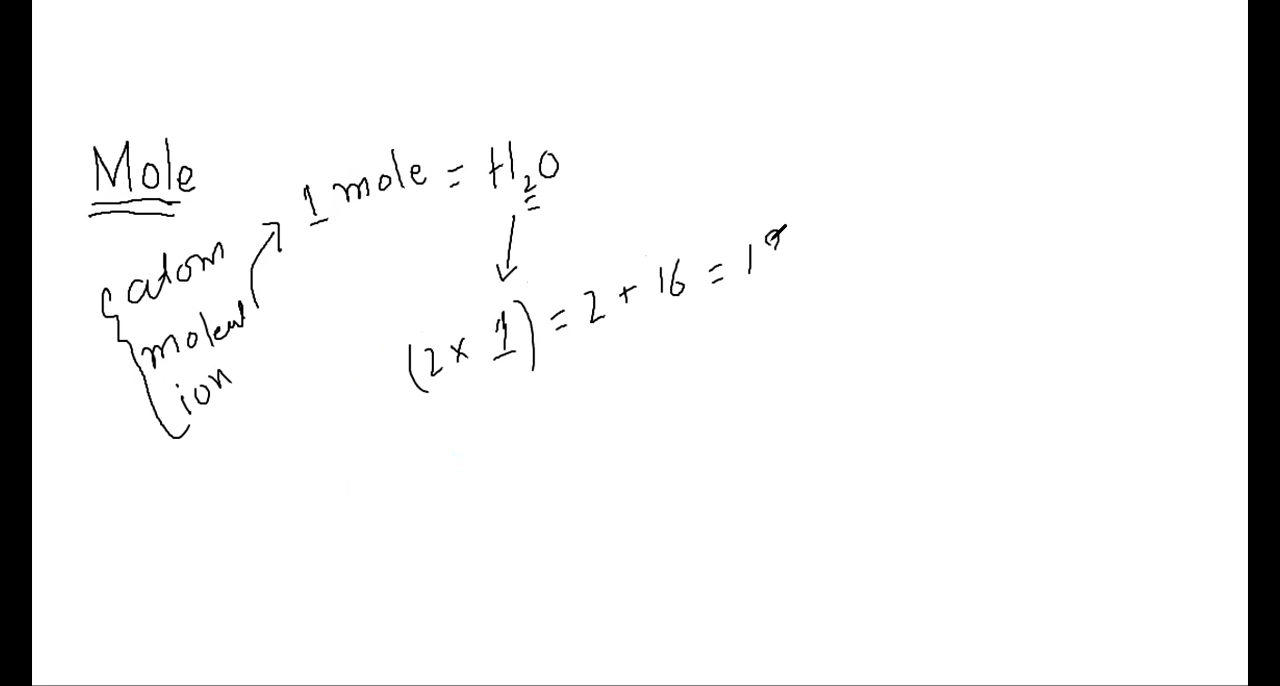 Mole
1 mole = H₂O
atom
molecul
ion
(2 × 1) = 2 + 16 = 1